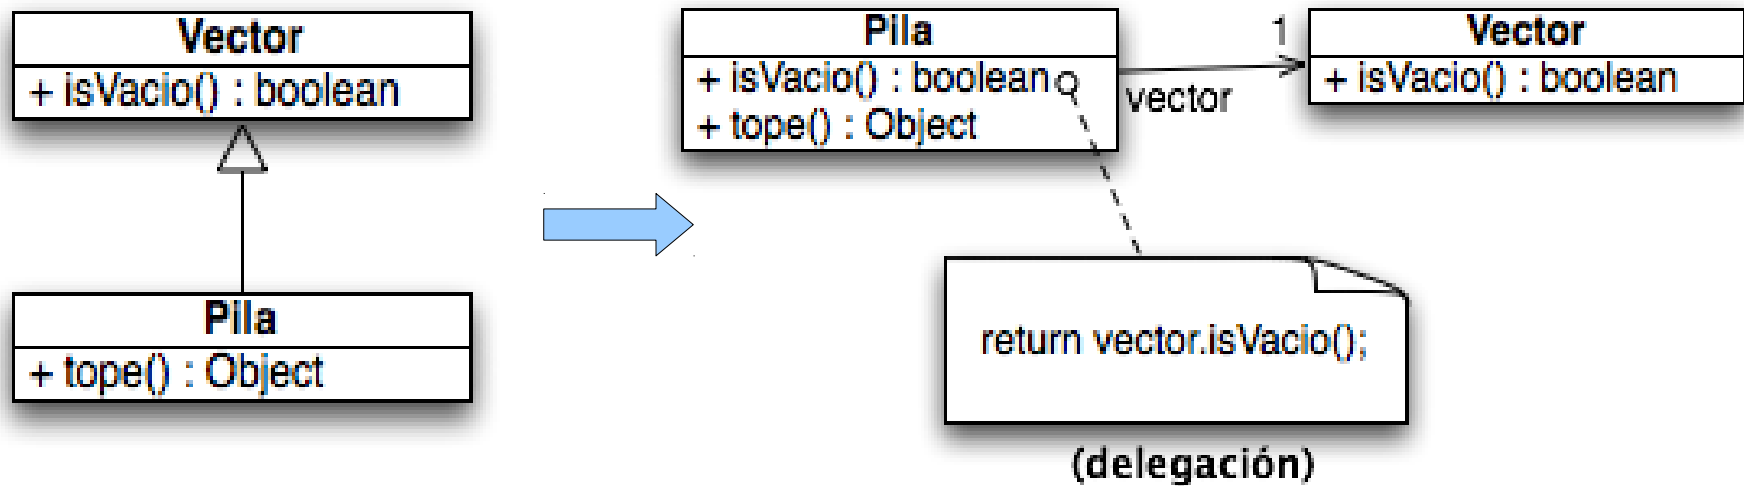 Vector
+ isVacio() : boolean
Pila
+ tope() : Object
Pila
+ isVacio() : boolean
+ tope() : Object
1
vector
Vector
+ isVacio() : boolean
return vector.isVacio();
(delegación)